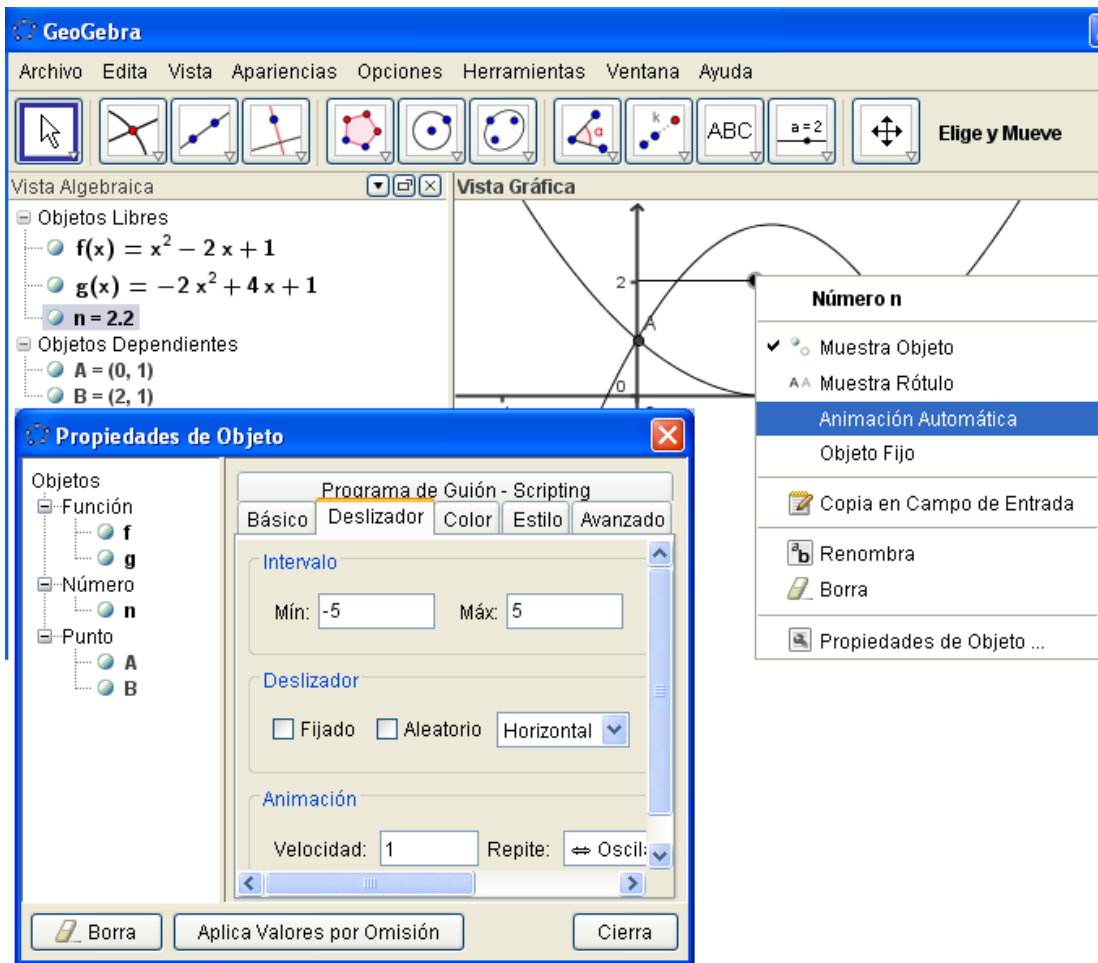 GeoGebra
Archivo Edita Vista Apariencias Opciones Herramientas Ventana Ayuda
α k ABC a=2 Elige y Mueve
Vista Algebraica
Objetos Libres
f(x) = x² − 2 x + 1
g(x) = −2 x² + 4 x + 1
n = 2.2
Objetos Dependientes
A = (0, 1)
B = (2, 1)
Vista Gráfica
2
A
0
Número n
Muestra Objeto
AA Muestra Rótulo
Animación Automática
Objeto Fijo
Copia en Campo de Entrada
ab Renombra
Borra
Propiedades de Objeto ...
Propiedades de Objeto
Objetos
Función
f
g
Número
n
Punto
A
B
Programa de Guión - Scripting
Básico Deslizador Color Estilo Avanzado
Intervalo
Mín: -5 Máx: 5
Deslizador
Fijado Aleatorio Horizontal
Animación
Velocidad: 1 Repite: ⇔ Oscil
Borra Aplica Valores por Omisión Cierra